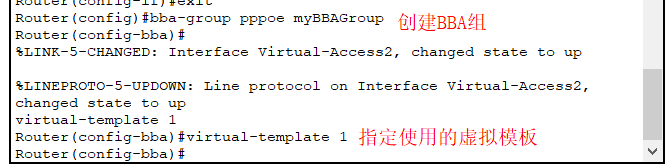 Router(config-if)#exit
Router(config)#bba-group pppoe myBBAGroup 创建BBA组
Router(config-bba)#
%LINK-5-CHANGED: Interface Virtual-Access2, changed state to up
%LINEPROTO-5-UPDOWN: Line protocol on Interface Virtual-Access2,
changed state to up
virtual-template 1
Router(config-bba)#virtual-template 1 指定使用的虚拟模板
Router(config-bba)#